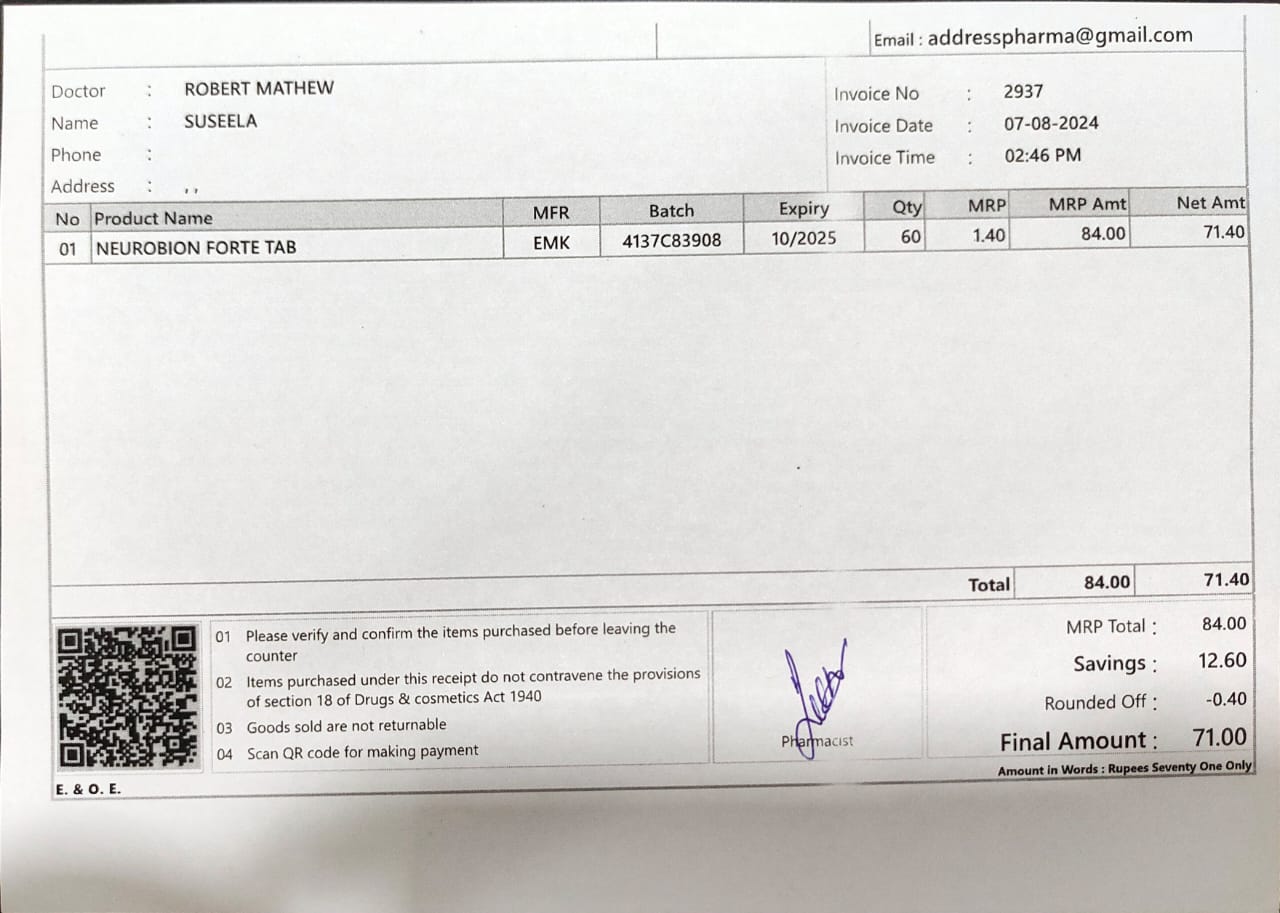 Email : addresspharma@gmail.com
Doctor : ROBERT MATHEW
Name : SUSEELA
Phone :
Address : , ,
Invoice No : 2937
Invoice Date : 07-08-2024
Invoice Time : 02:46 PM
No Product Name MFR Batch Expiry Qty MRP MRP Amt Net Amt
01 NEUROBION FORTE TAB EMK 4137C83908 10/2025 60 1.40 84.00 71.40
Total 84.00 71.40
01 Please verify and confirm the items purchased before leaving the
counter
02 Items purchased under this receipt do not contravene the provisions
of section 18 of Drugs & cosmetics Act 1940
03 Goods sold are not returnable
04 Scan QR code for making payment
Pharmacist
MRP Total : 84.00
Savings : 12.60
Rounded Off : -0.40
Final Amount : 71.00
Amount in Words : Rupees Seventy One Only
E. & O. E.